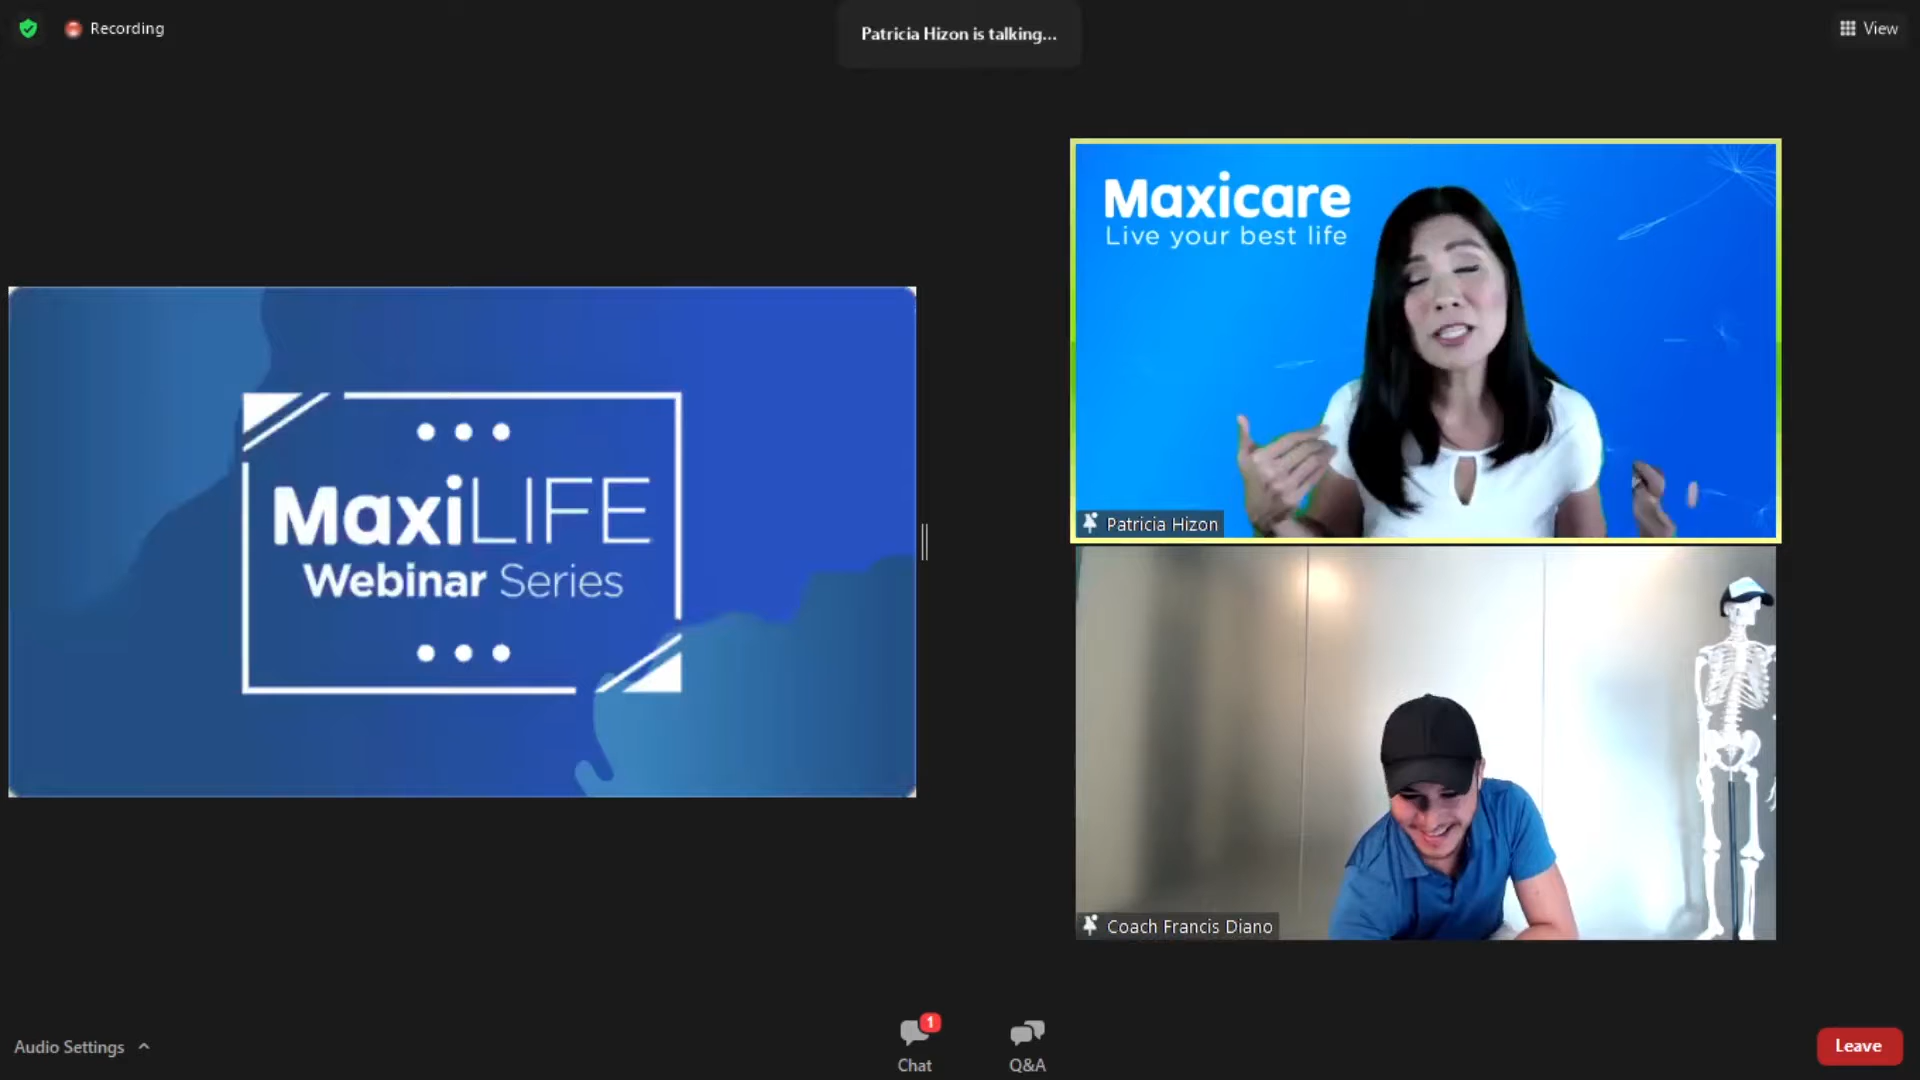 Recording
Patricia Hizon is talking...
View
MaxiLIFE
Webinar Series
Maxicare
Live your best life
Patricia Hizon
Coach Francis Diano
Audio Settings
1
Chat
Q&A
Leave